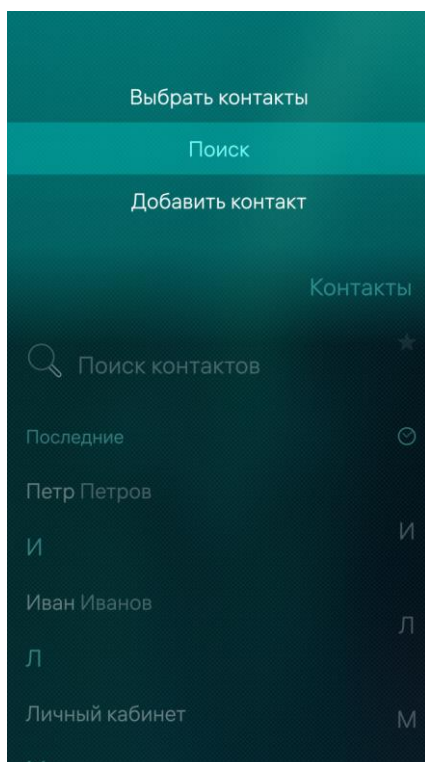 Выбрать контакты
Поиск
Добавить контакт
Контакты
Поиск контактов
Последние
Петр Петров
И
И
Иван Иванов
Л
Л
Личный кабинет
М